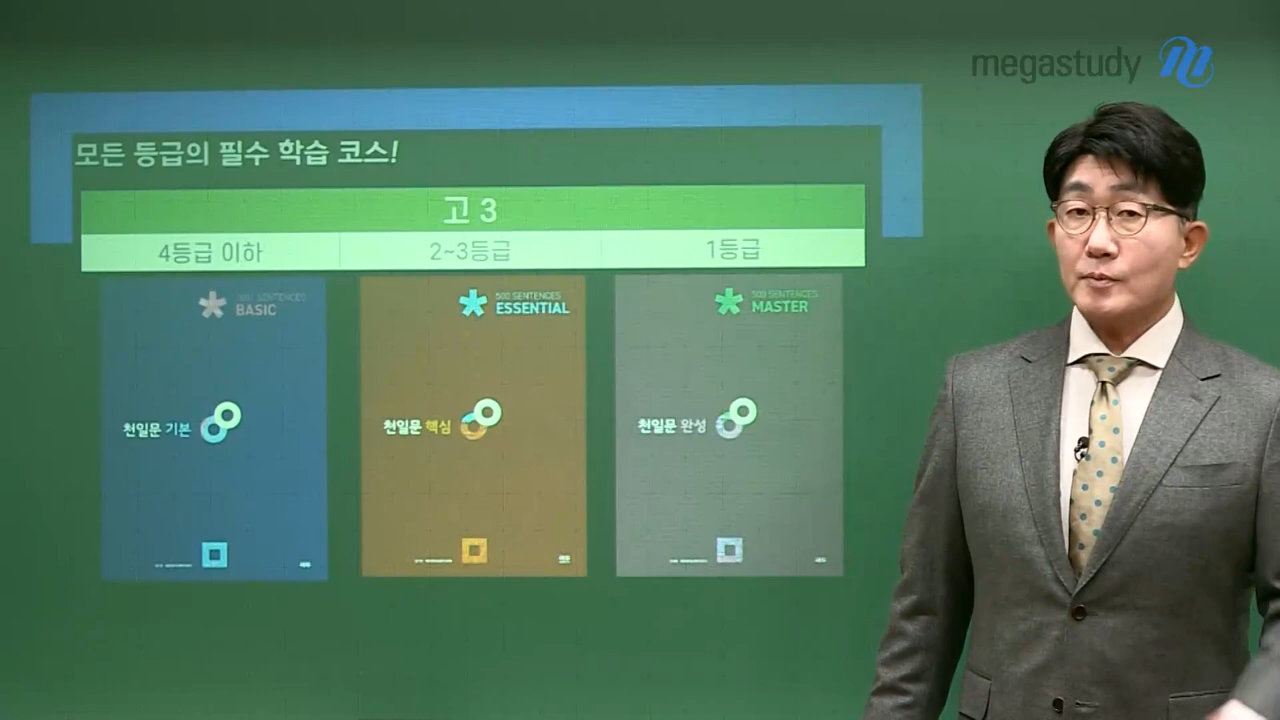 megastudy
모든 등급의 필수 학습 코스!
고 3
4등급 이하
2~3등급
1등급
SENTENCES
BASIC
500 SENTENCES
ESSENTIAL
500 SENTENCES
MASTER
천일문 기본
천일문 핵심
천일문 완성